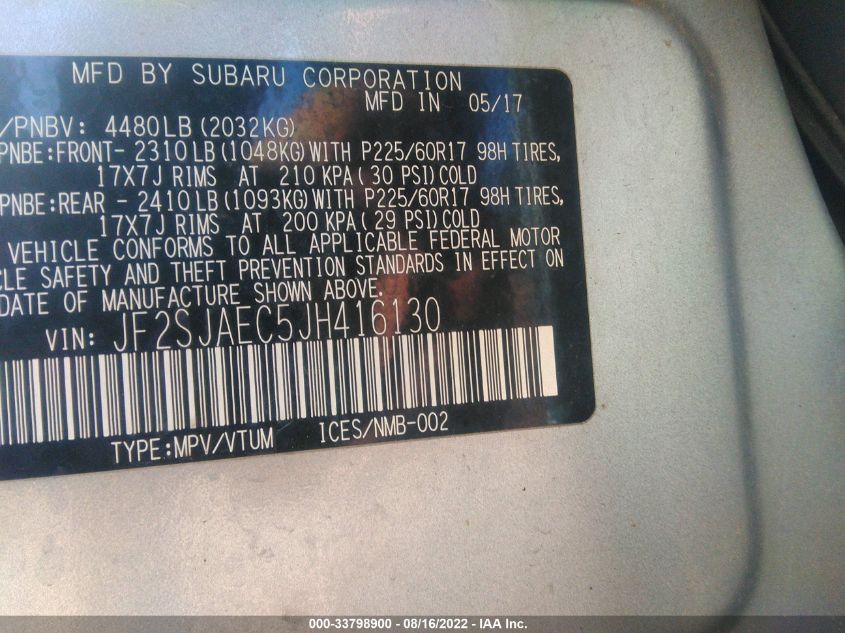 MFD BY SUBARU CORPORATION
MFD IN 05/17
/PNBV: 4480LB(2032KG)
PNBE:FRONT- 2310LB(1048KG)WITH P225/60R17 98H TIRES,
17X7J RIMS AT 210 KPA(30 PSI)COLD
PNBE:REAR - 2410LB(1093KG)WITH P225/60R17 98H TIRES,
17X7J RIMS AT 200 KPA(29 PSI)COLD
VEHICLE CONFORMS TO ALL APPLICABLE FEDERAL MOTOR
CLE SAFETY AND THEFT PREVENTION STANDARDS IN EFFECT ON
DATE OF MANUFACTURE SHOWN ABOVE.
VIN: JF2SJAEC5JH416130
TYPE:MPV/VTUM ICES/NMB-002
000-33798900 - 08/16/2022 - IAA Inc.